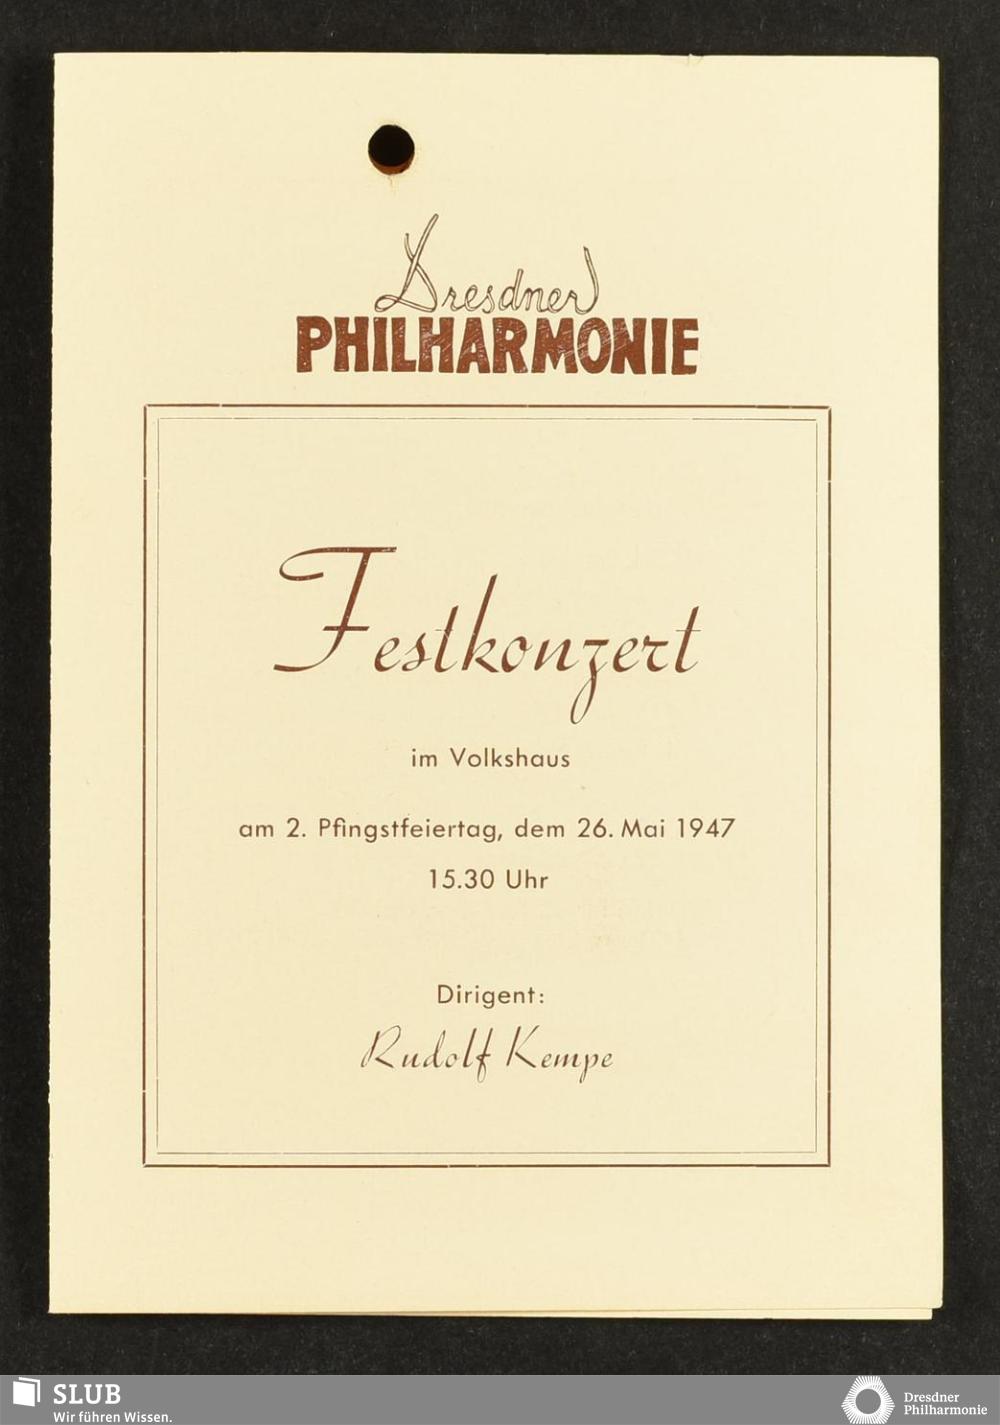 Dresdner
PHILHARMONIE
Festkonzert
im Volkshaus
am 2. Pfingstfeiertag, dem 26. Mai 1947
15.30 Uhr
Dirigent:
Rudolf Kempe
SLUB
Wir führen Wissen.
Dresdner
Philharmonie